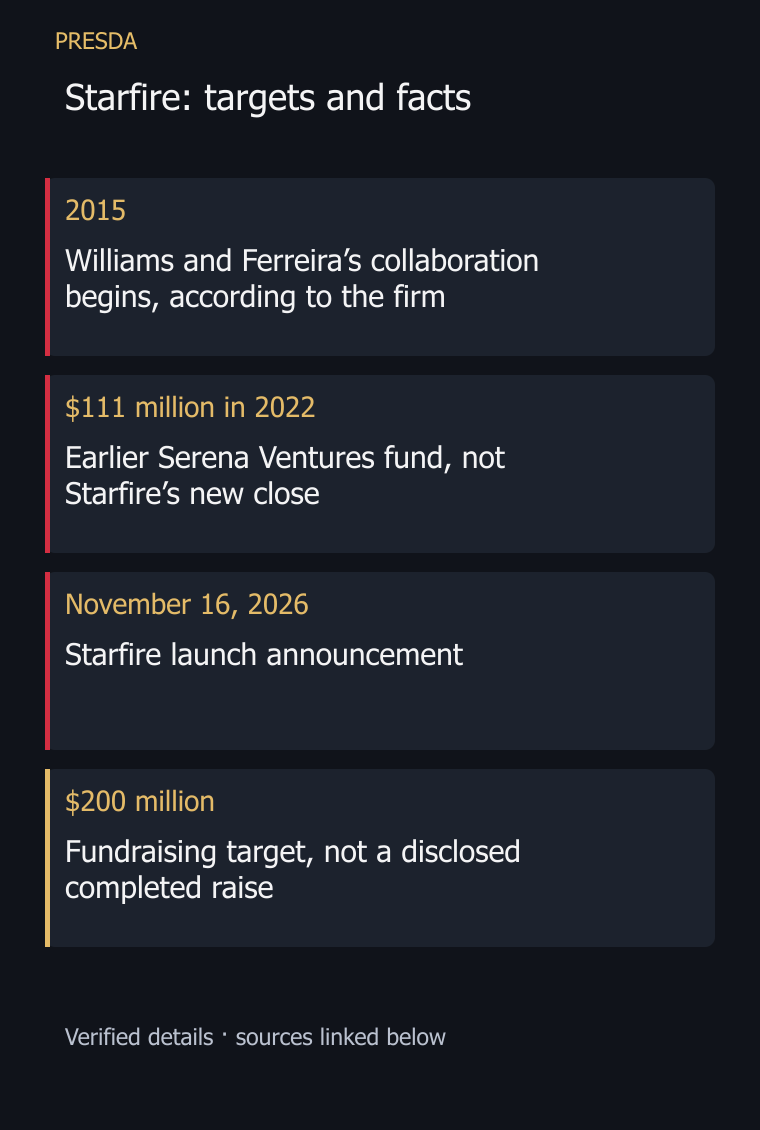 PRESDA
Starfire: targets and facts
2015
Williams and Ferreira’s collaboration
begins, according to the firm
$111 million in 2022
Earlier Serena Ventures fund, not
Starfire’s new close
November 16, 2026
Starfire launch announcement
$200 million
Fundraising target, not a disclosed
completed raise
Verified details · sources linked below